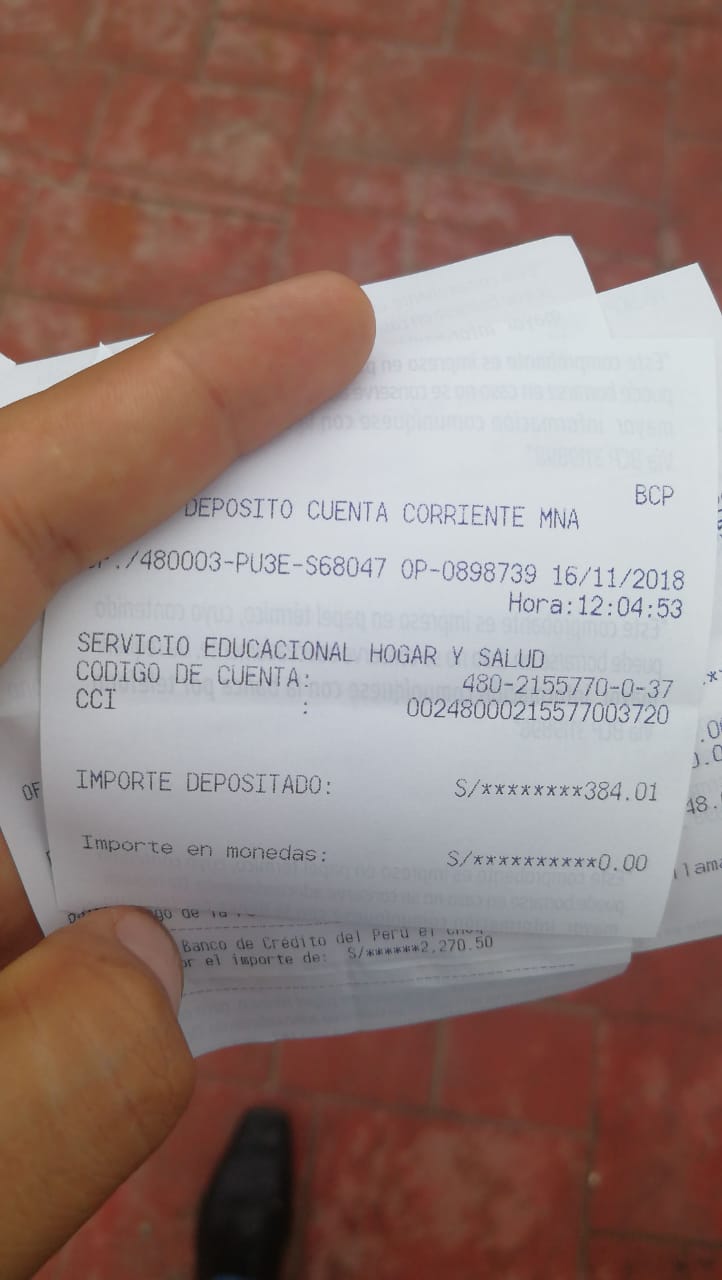 BCP
DEPOSITO CUENTA CORRIENTE MNA
./480003-PU3E-S68047 OP-0898739 16/11/2018
Hora:12:04:53
SERVICIO EDUCACIONAL HOGAR Y SALUD
CODIGO DE CUENTA: 480-2155770-0-37
CCI : 00248000215577003720
IMPORTE DEPOSITADO: S/********384.01
Importe en monedas: S/**********0.00
Banco de Crédito del Perú el
el importe de: S/******2,270.50